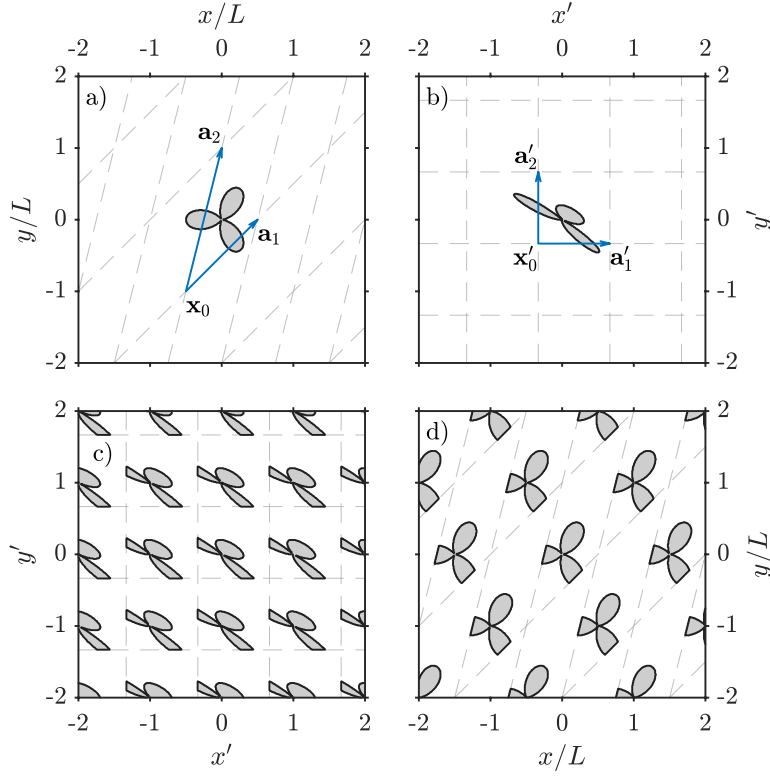 x/L x′
-2 -1 0 1 2 -2 -1 0 1 2
2 a) b) 2
a₂
1 a′₂ 1
y/L 0 a₁ 0 y′
x′₀ a′₁
-1 x₀ -1
-2 -2
2 c) d) 2
1 1
y′ 0 0 y/L
-1 -1
-2 -2
-2 -1 0 1 2 -2 -1 0 1 2
x′ x/L